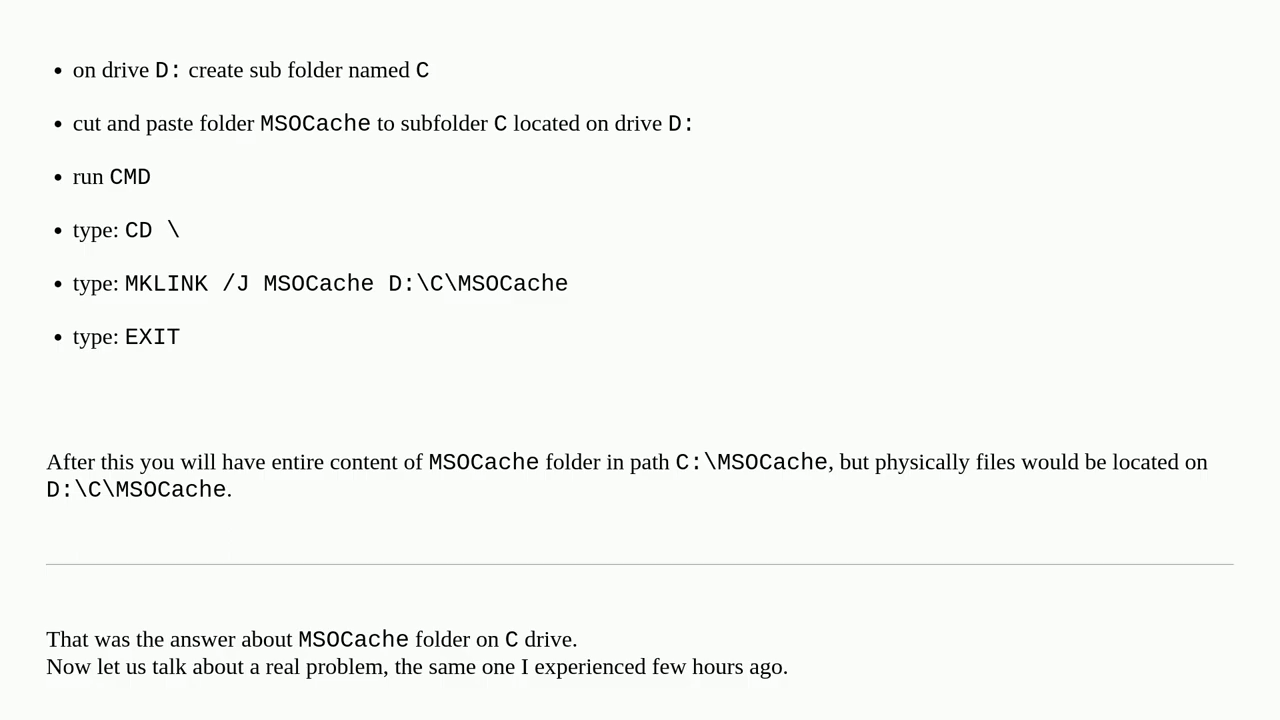 • on drive D: create sub folder named C
• cut and paste folder MSOCache to subfolder C located on drive D:
• run CMD
• type: CD \
• type: MKLINK /J MSOCache D:\C\MSOCache
• type: EXIT
After this you will have entire content of MSOCache folder in path C:\MSOCache, but physically files would be located on
D:\C\MSOCache.
That was the answer about MSOCache folder on C drive.
Now let us talk about a real problem, the same one I experienced few hours ago.